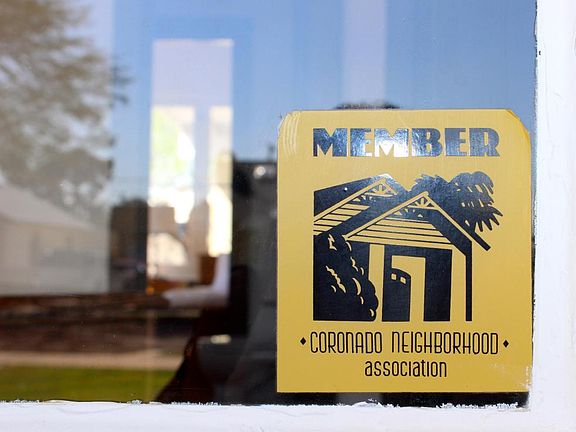 MEMBER
• CORONADO NEIGHBORHOOD •
association